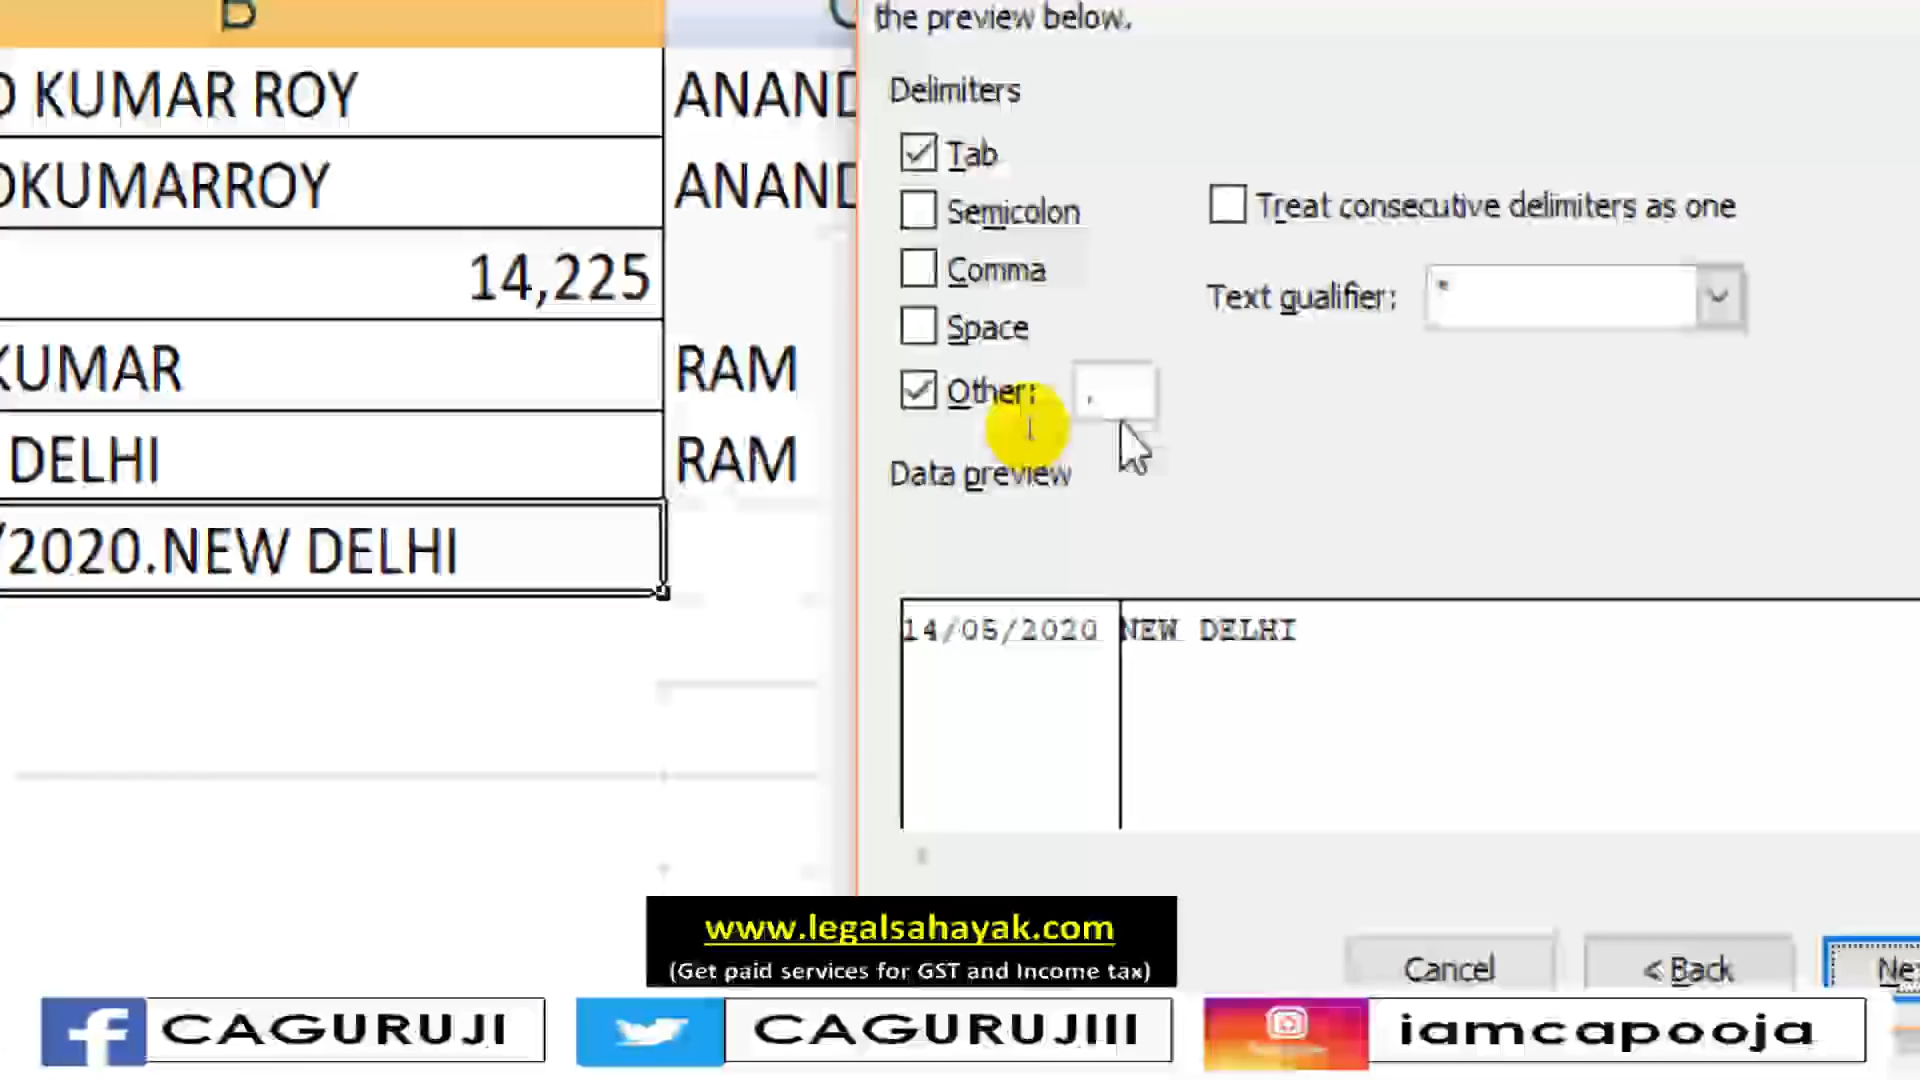 B
KUMAR ROY
ANAND
KUMARROY
ANAND
14,225
KUMAR
RAM
DELHI
RAM
/2020.NEW DELHI
the preview below.
Delimiters
Tab
Semicolon
Comma
Space
Other: .
Treat consecutive delimiters as one
Text qualifier: "
Data preview
14/05/2020 NEW DELHI
Cancel
< Back
www.legalsahayak.com
(Get paid services for GST and Income tax)
CAGURUJI
CAGURUJIII
iamcapooja